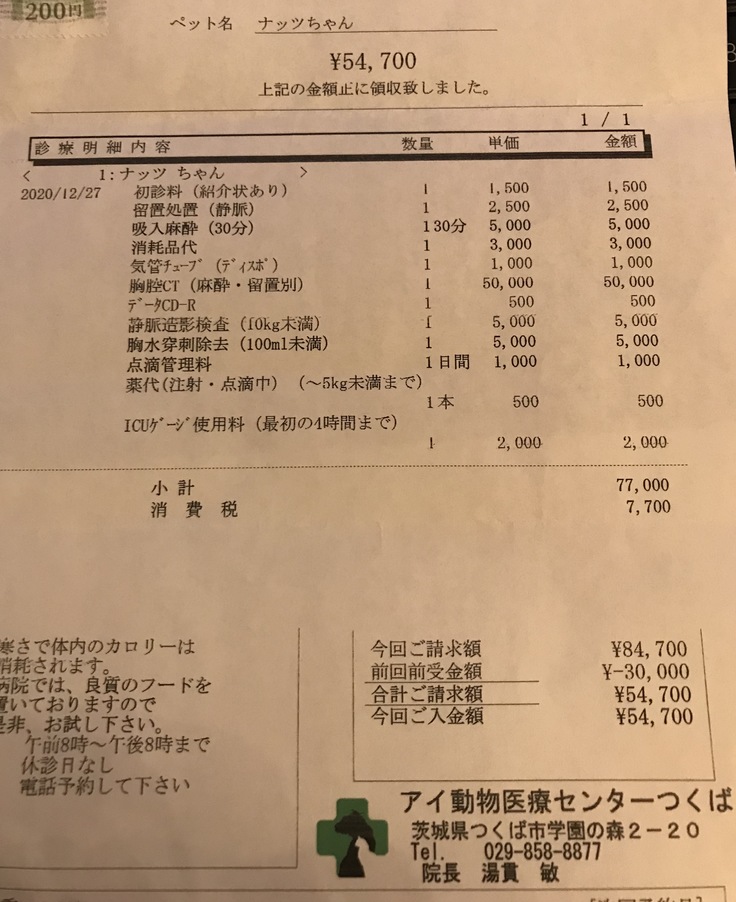 200円
ペット名 ナッツちゃん
¥54,700
上記の金額正に領収致しました。
1 / 1
診療明細内容 数量 単価 金額
< 1:ナッツ ちゃん >
2020/12/27 初診料(紹介状あり) 1 1,500 1,500
留置処置(静脈) 1 2,500 2,500
吸入麻酔(30分) 1 30分 5,000 5,000
消耗品代 1 3,000 3,000
気管ﾁｭｰﾌﾞ(ﾃﾞｨｽﾎﾟ) 1 1,000 1,000
胸腔CT(麻酔・留置別) 1 50,000 50,000
ﾃﾞｰﾀCD-R 1 500 500
静脈造影検査(10kg未満) 1 5,000 5,000
胸水穿刺除去(100ml未満) 1 5,000 5,000
点滴管理料 1 日間 1,000 1,000
薬代(注射・点滴中) (～5kg未満まで)
1 本 500 500
ICUｹﾞｰｼﾞ使用料(最初の4時間まで)
1 2,000 2,000
小 計 77,000
消 費 税 7,700
寒さで体内のカロリーは
消耗されます。
病院では、良質のフードを
置いておりますので
是非、お試し下さい。
午前8時～午後8時まで
休診日なし
電話予約して下さい
今回ご請求額 ¥84,700
前回前受金額 ¥-30,000
合計ご請求額 ¥54,700
今回ご入金額 ¥54,700
アイ動物医療センターつくば
茨城県つくば市学園の森２－２０
Tel. 029-858-8877
院長 湯貫 敏